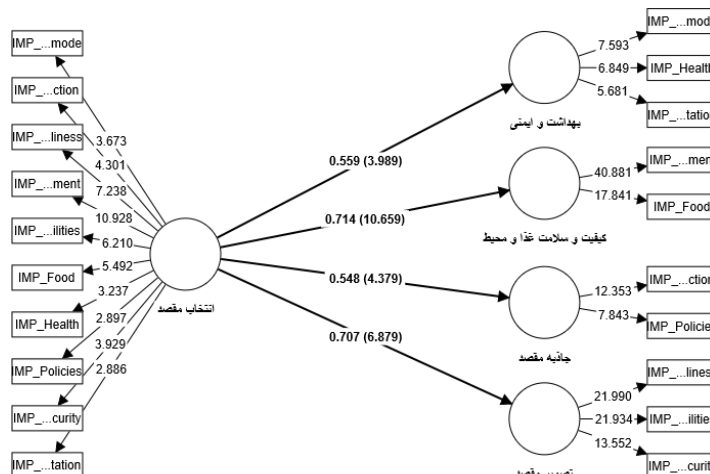 IMP_...mode
IMP_...ction
IMP_...liness
IMP_...ment
IMP_...ilities
IMP_Food
IMP_Health
IMP_Policies
IMP_...curity
IMP_...tation
3.673
4.301
7.238
10.928
6.210
5.492
3.237
2.897
3.929
2.886
انتخاب مقصد
0.559 (3.989)
0.714 (10.659)
0.548 (4.379)
0.707 (6.879)
بهداشت و ایمنی
7.593
6.849
5.681
IMP_...mod
IMP_Health
IMP_...tation
کیفیت و سلامت غذا و محیط
40.881
17.841
IMP_...men
IMP_Food
جاذبه مقصد
12.353
7.843
IMP_...ction
IMP_Policie
21.990
21.934
13.552
IMP_...lines
IMP_...ilities
IMP_...curit